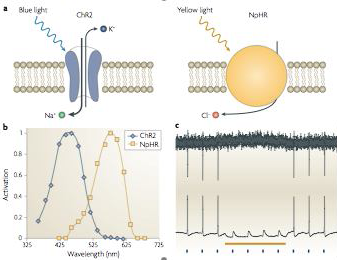 a
Blue light
ChR2
K+
Na+
Yellow light
NpHR
Cl-
b
1
0.8
0.6
0.4
0.2
0
Activation
ChR2
NpHR
325
425
525
625
725
775
Wavelength (nm)
c